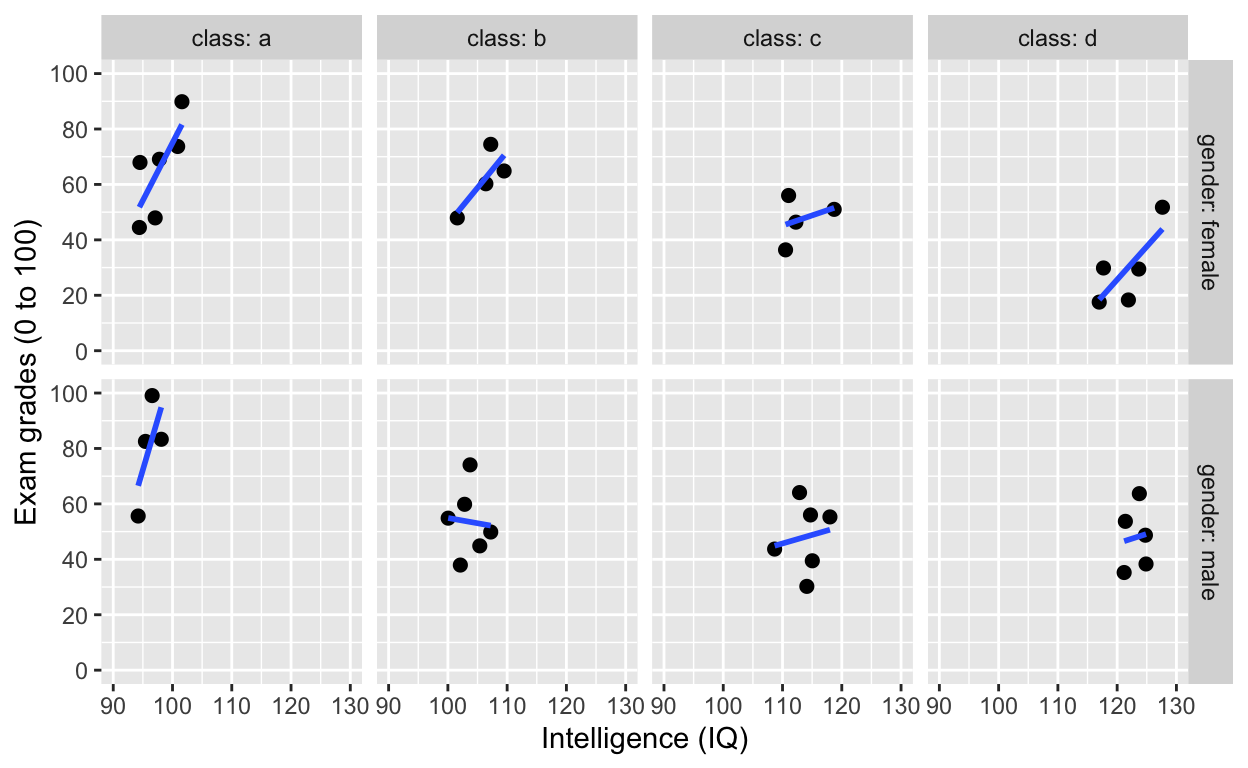 class: a
class: b
class: c
class: d
Exam grades (0 to 100)
100
80
60
40
20
0
gender: female
100
80
60
40
20
0
gender: male
90 100 110 120 130
90 100 110 120 130
90 100 110 120 130
90 100 110 120 130
Intelligence (IQ)